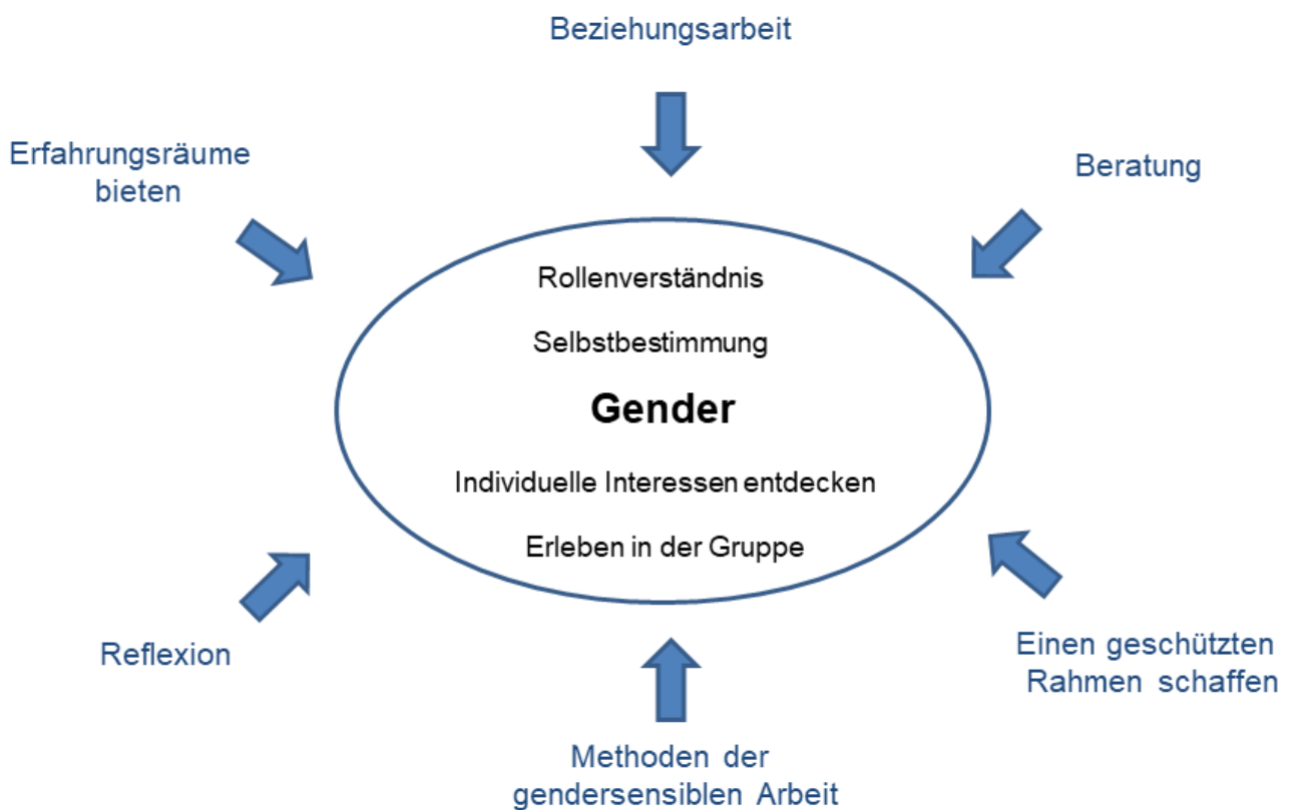 Beziehungsarbeit
Erfahrungsräume
bieten
Beratung
Rollenverständnis
Selbstbestimmung
Gender
Individuelle Interessen entdecken
Erleben in der Gruppe
Reflexion
Einen geschützten
Rahmen schaffen
Methoden der
gendersensiblen Arbeit